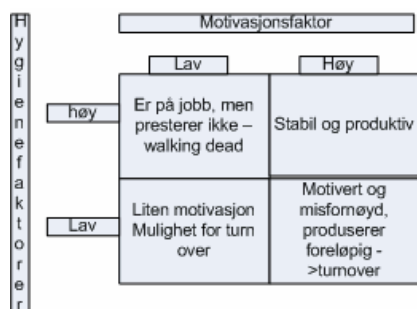 Motivasjonsfaktor
Hygienefaktorer
Lav
Høy
høy
Er på jobb, men
presterer ikke –
walking dead
Stabil og produktiv
Lav
Liten motivasjon
Mulighet for turn
over
Motivert og
misfornøyd,
produserer
foreløpig -
>turnover